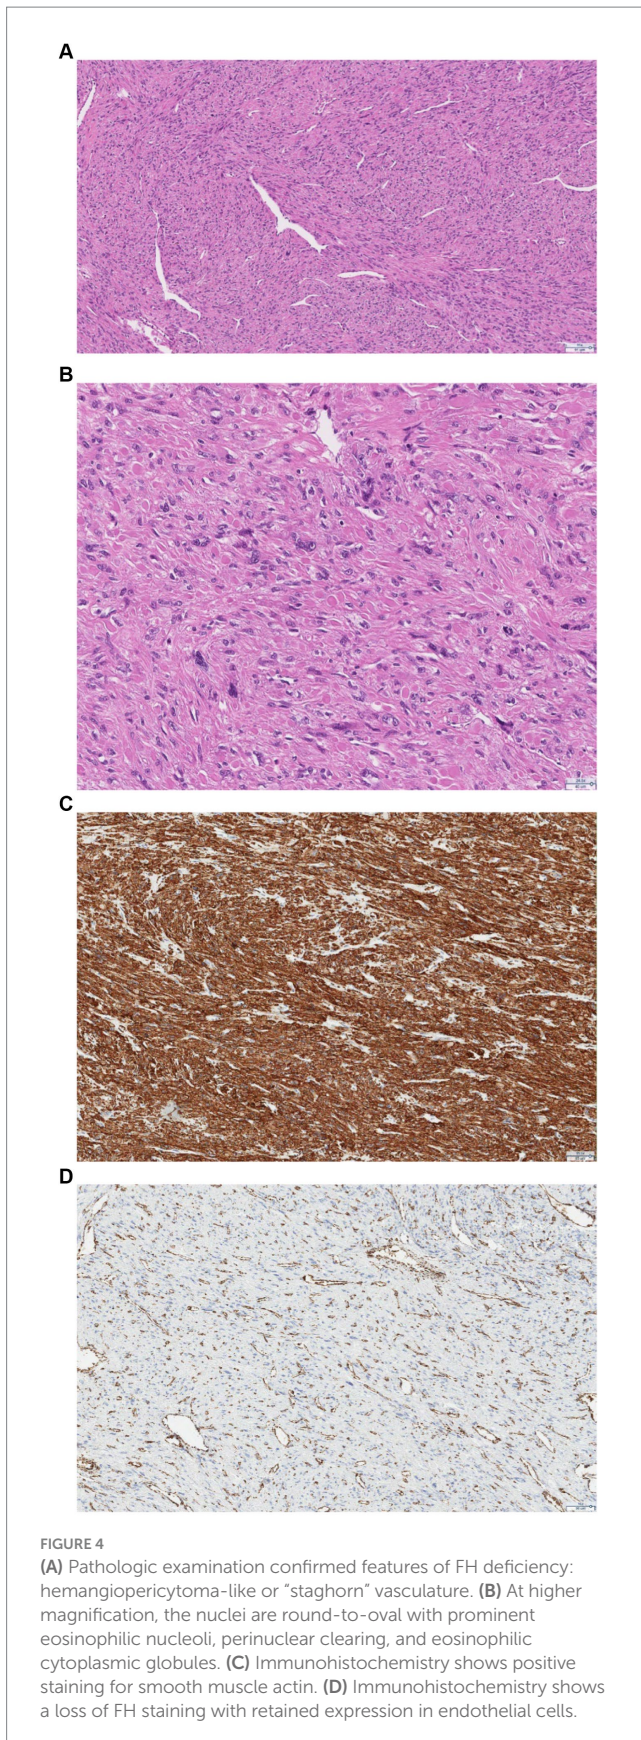 A
B
C
D
FIGURE 4
(A) Pathologic examination confirmed features of FH deficiency:
hemangiopericytoma-like or “staghorn” vasculature. (B) At higher
magnification, the nuclei are round-to-oval with prominent
eosinophilic nucleoli, perinuclear clearing, and eosinophilic
cytoplasmic globules. (C) Immunohistochemistry shows positive
staining for smooth muscle actin. (D) Immunohistochemistry shows
a loss of FH staining with retained expression in endothelial cells.